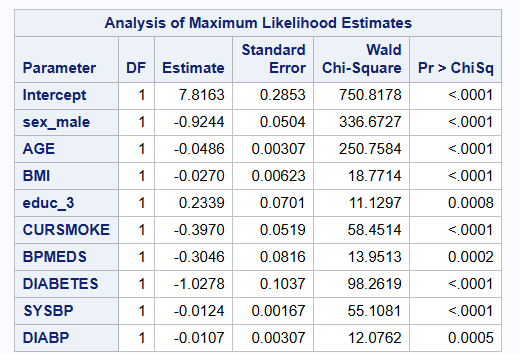 Analysis of Maximum Likelihood Estimates
Parameter DF Estimate Standard Error Wald Chi-Square Pr > ChiSq
Intercept 1 7.8163 0.2853 750.8178 <.0001
sex_male 1 -0.9244 0.0504 336.6727 <.0001
AGE 1 -0.0486 0.00307 250.7584 <.0001
BMI 1 -0.0270 0.00623 18.7714 <.0001
educ_3 1 0.2339 0.0701 11.1297 0.0008
CURSMOKE 1 -0.3970 0.0519 58.4514 <.0001
BPMEDS 1 -0.3046 0.0816 13.9513 0.0002
DIABETES 1 -1.0278 0.1037 98.2619 <.0001
SYSBP 1 -0.0124 0.00167 55.1081 <.0001
DIABP 1 -0.0107 0.00307 12.0762 0.0005